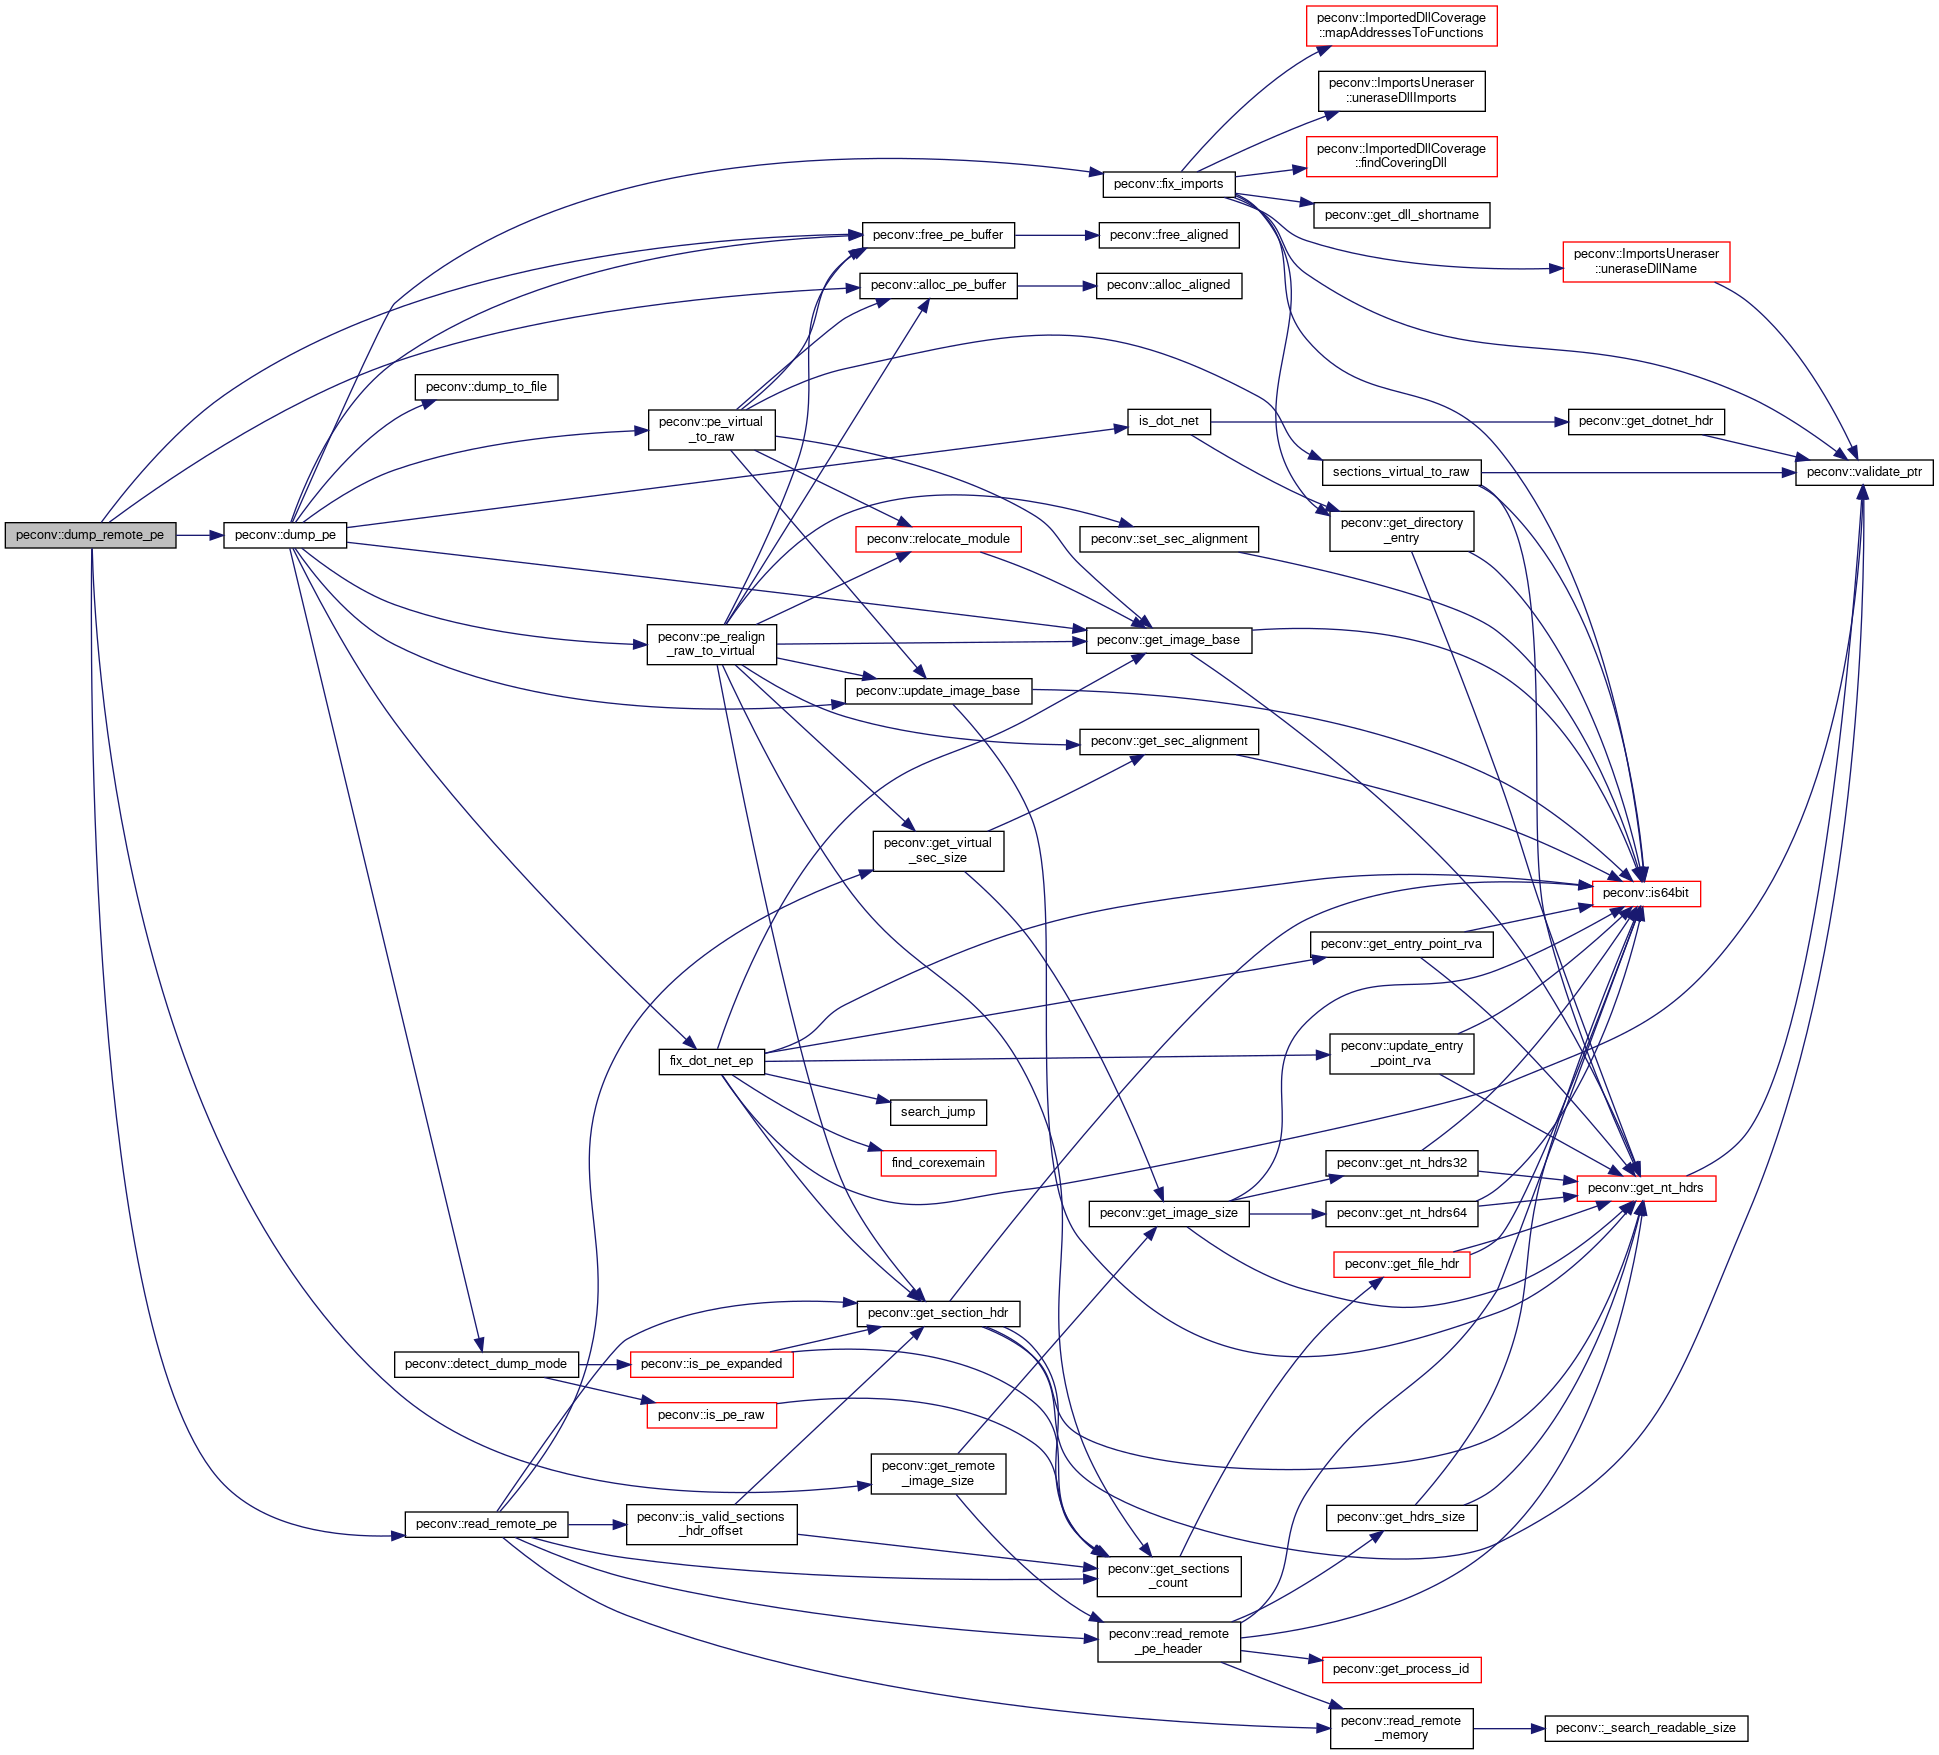 peconv::ImportedDllCoverage
::mapAddressesToFunctions
peconv::ImportsUneraser
::uneraseDllImports
peconv::ImportedDllCoverage
::findCoveringDll
peconv::fix_imports
peconv::get_dll_shortname
peconv::free_pe_buffer
peconv::free_aligned
peconv::ImportsUneraser
::uneraseDllName
peconv::alloc_pe_buffer
peconv::alloc_aligned
peconv::dump_to_file
peconv::pe_virtual
_to_raw
is_dot_net
peconv::get_dotnet_hdr
sections_virtual_to_raw
peconv::validate_ptr
peconv::dump_remote_pe
peconv::dump_pe
peconv::relocate_module
peconv::set_sec_alignment
peconv::get_directory
_entry
peconv::pe_realign
_raw_to_virtual
peconv::get_image_base
peconv::update_image_base
peconv::get_sec_alignment
peconv::get_virtual
_sec_size
peconv::is64bit
peconv::get_entry_point_rva
fix_dot_net_ep
peconv::update_entry
_point_rva
search_jump
find_corexemain
peconv::get_nt_hdrs32
peconv::get_nt_hdrs
peconv::get_image_size
peconv::get_nt_hdrs64
peconv::get_file_hdr
peconv::get_section_hdr
peconv::detect_dump_mode
peconv::is_pe_expanded
peconv::is_pe_raw
peconv::get_remote
_image_size
peconv::read_remote_pe
peconv::is_valid_sections
_hdr_offset
peconv::get_hdrs_size
peconv::get_sections
_count
peconv::read_remote
_pe_header
peconv::get_process_id
peconv::read_remote
_memory
peconv::_search_readable_size